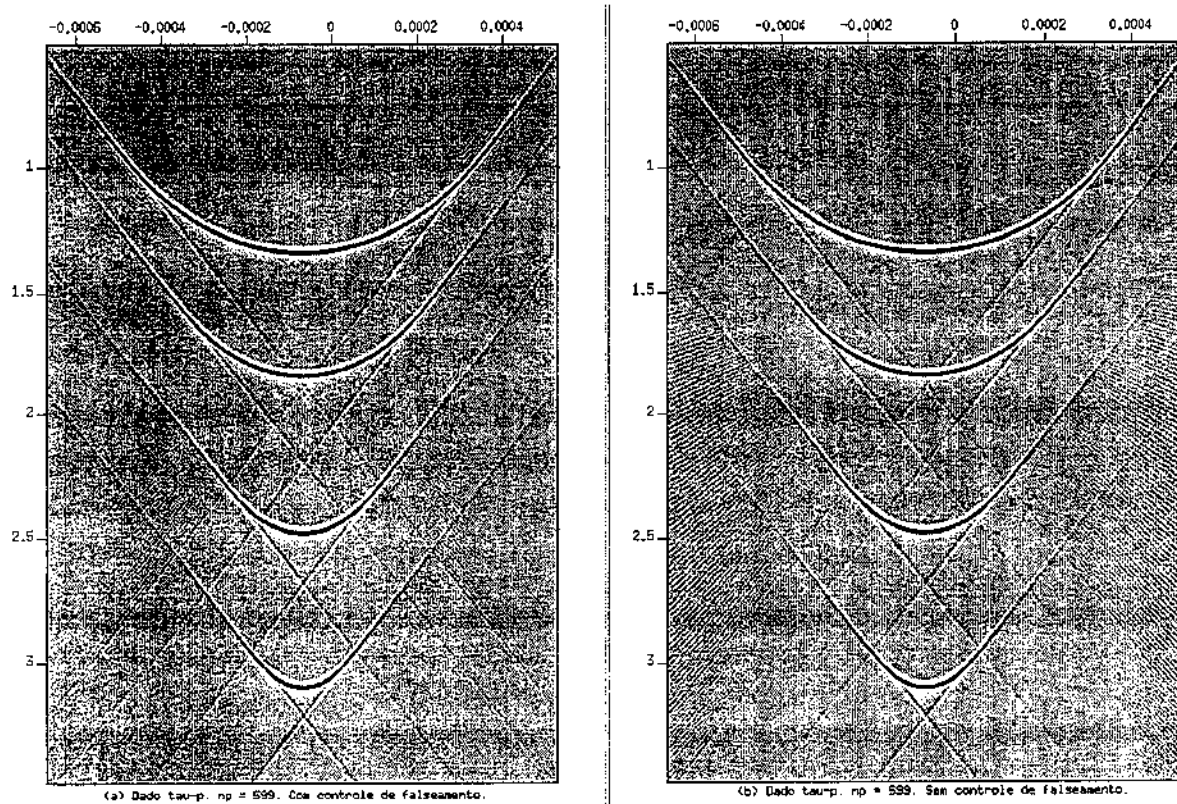 -0.0006 -0.0004 -0.0002 0 0.0002 0.0004
1
1.5
2
2.5
3
(a) Dado tau-p. np = 599. Com controle de falseamento.
-0.0006 -0.0004 -0.0002 0 0.0002 0.0004
1
1.5
2
2.5
3
(b) Dado tau-p. np = 599. Sem controle de falseamento.